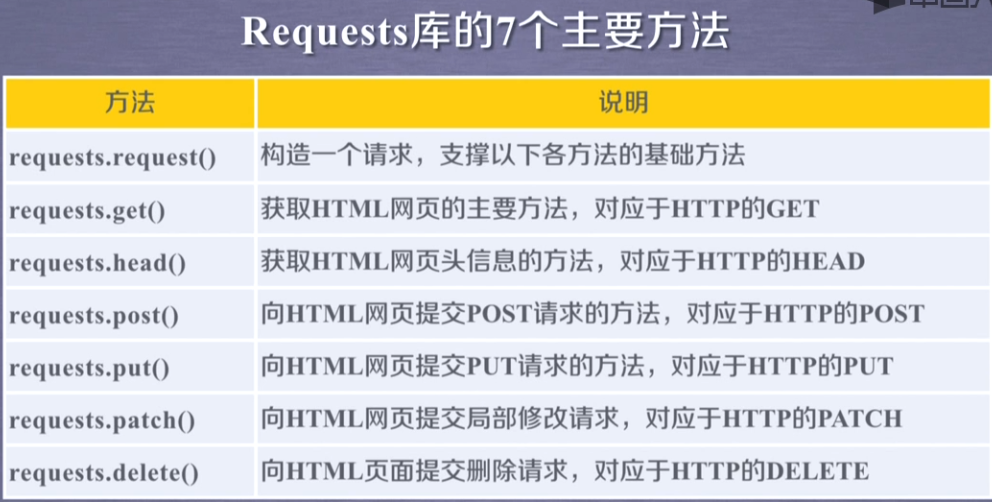 Requests库的7个主要方法
方法 说明
requests.request() 构造一个请求，支撑以下各方法的基础方法
requests.get() 获取HTML网页的主要方法，对应于HTTP的GET
requests.head() 获取HTML网页头信息的方法，对应于HTTP的HEAD
requests.post() 向HTML网页提交POST请求的方法，对应于HTTP的POST
requests.put() 向HTML网页提交PUT请求的方法，对应于HTTP的PUT
requests.patch() 向HTML网页提交局部修改请求，对应于HTTP的PATCH
requests.delete() 向HTML页面提交删除请求，对应于HTTP的DELETE